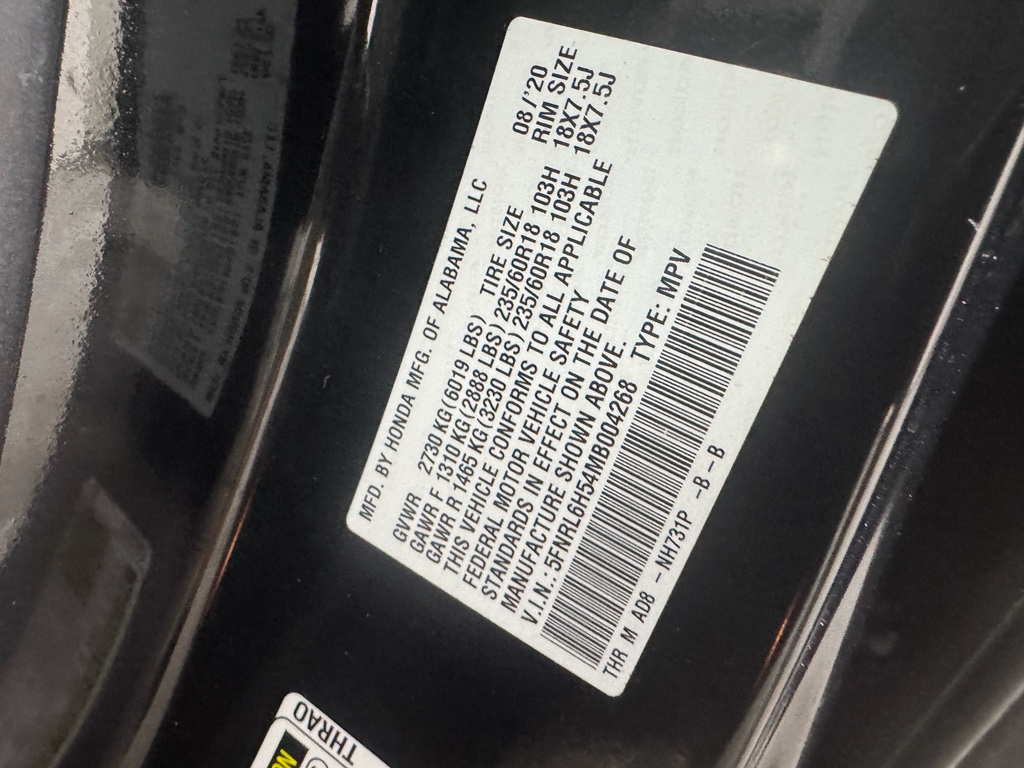 MFD. BY HONDA MFG. OF ALABAMA, LLC 08/'20
GVWR 2730 KG(6019 LBS) TIRE SIZE RIM SIZE
GAWR F 1310 KG(2888 LBS) 235/60R18 103H 18X7.5J
GAWR R 1465 KG(3230 LBS) 235/60R18 103H 18X7.5J
THIS VEHICLE CONFORMS TO ALL APPLICABLE
FEDERAL MOTOR VEHICLE SAFETY
STANDARDS IN EFFECT ON THE DATE OF
MANUFACTURE SHOWN ABOVE.
V.I.N.: 5FNRL6H5AMB004268 TYPE: MPV
THR M AD8 - NH731P -B-B
THRA0